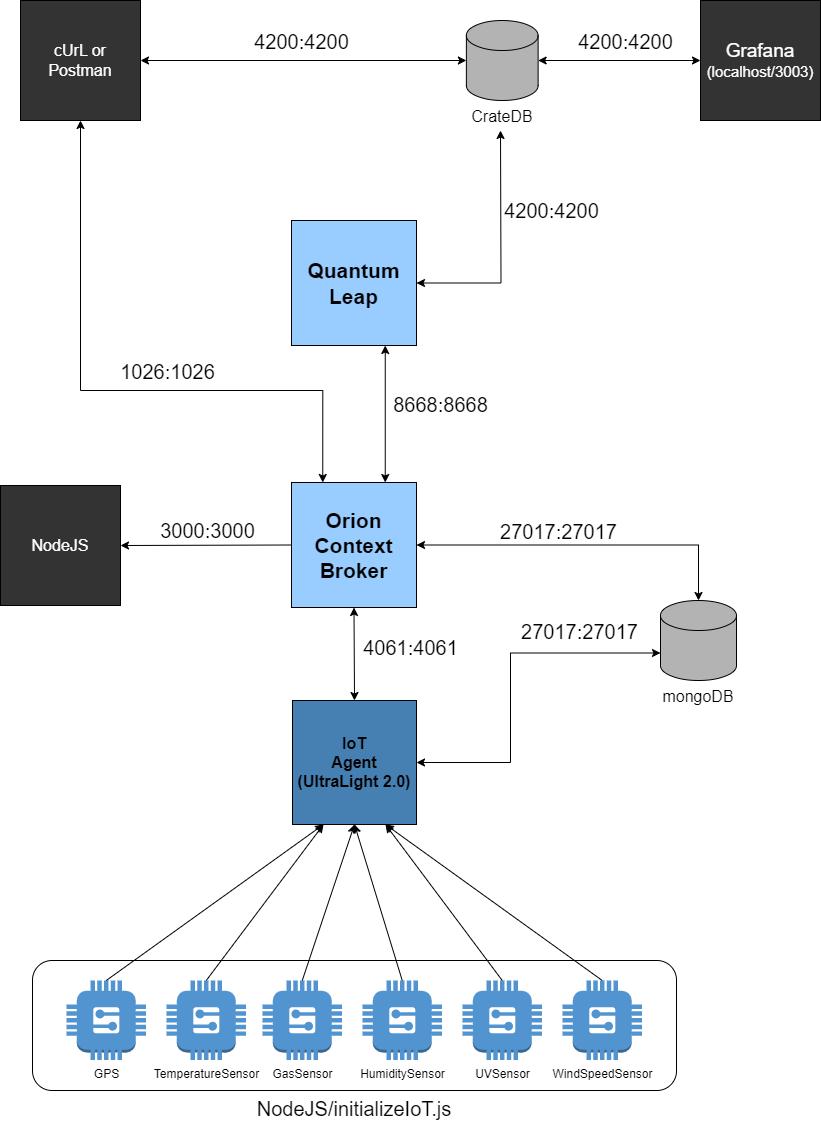 cUrL or
Postman
4200:4200
4200:4200
Grafana
(localhost/3003)
CrateDB
4200:4200
Quantum
Leap
1026:1026
8668:8668
NodeJS
3000:3000
Orion
Context
Broker
27017:27017
4061:4061
27017:27017
mongoDB
IoT
Agent
(UltraLight 2.0)
GPS
TemperatureSensor
GasSensor
HumiditySensor
UVSensor
WindSpeedSensor
NodeJS/initializeIoT.js